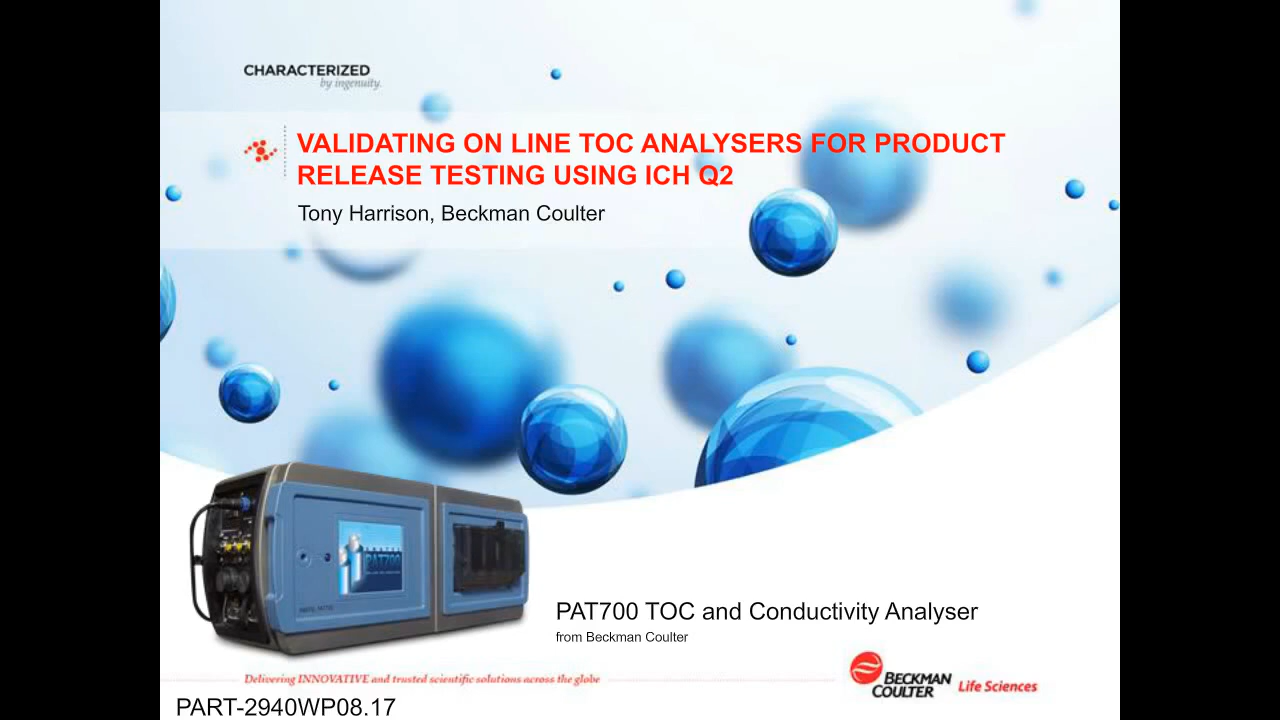 CHARACTERIZED
by ingenuity.
VALIDATING ON LINE TOC ANALYSERS FOR PRODUCT
RELEASE TESTING USING ICH Q2
Tony Harrison, Beckman Coulter
PAT700
PAT700 TOC and Conductivity Analyser
from Beckman Coulter
Delivering INNOVATIVE and trusted scientific solutions across the globe
BECKMAN
COULTER
Life Sciences
PART-2940WP08.17